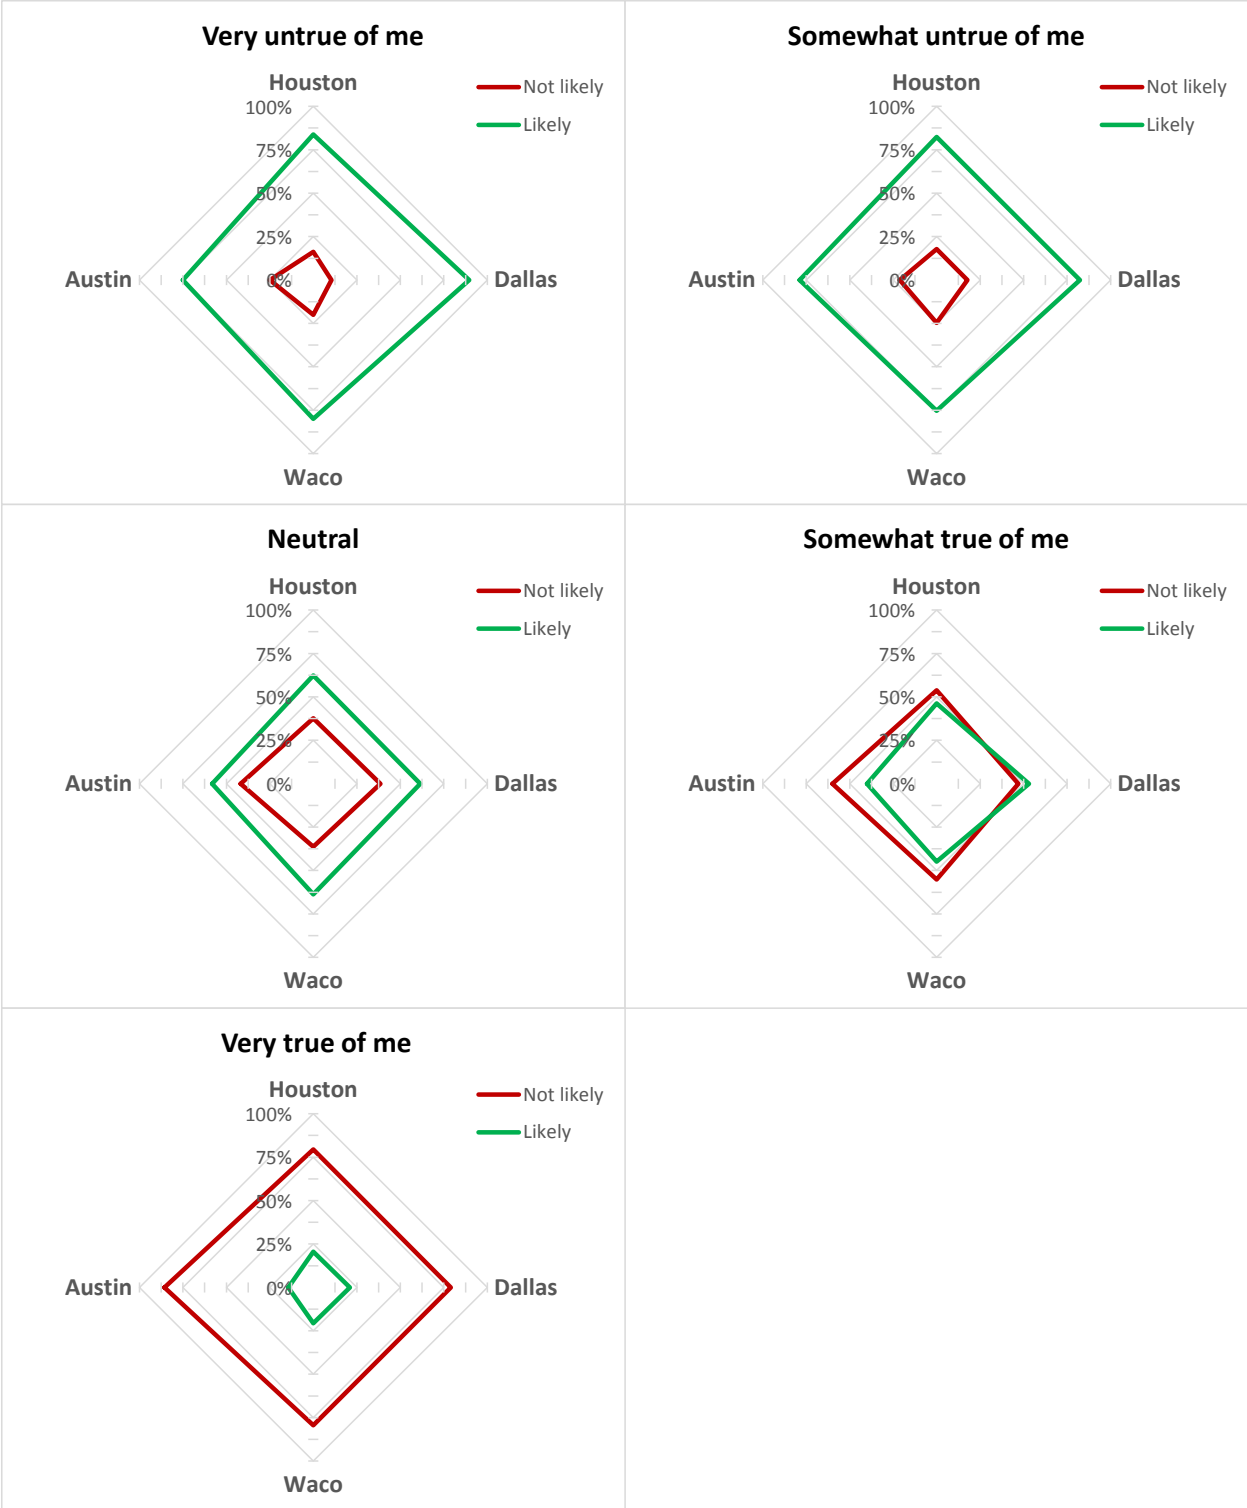 Very untrue of me
Houston
Not likely
Likely
100%
75%
50%
25%
0%
Austin
Dallas
Waco
Somewhat untrue of me
Houston
Not likely
Likely
100%
75%
50%
25%
0%
Austin
Dallas
Waco
Neutral
Houston
Not likely
Likely
100%
75%
50%
25%
0%
Austin
Dallas
Waco
Somewhat true of me
Houston
Not likely
Likely
100%
75%
50%
25%
0%
Austin
Dallas
Waco
Very true of me
Houston
Not likely
Likely
100%
75%
50%
25%
0%
Austin
Dallas
Waco